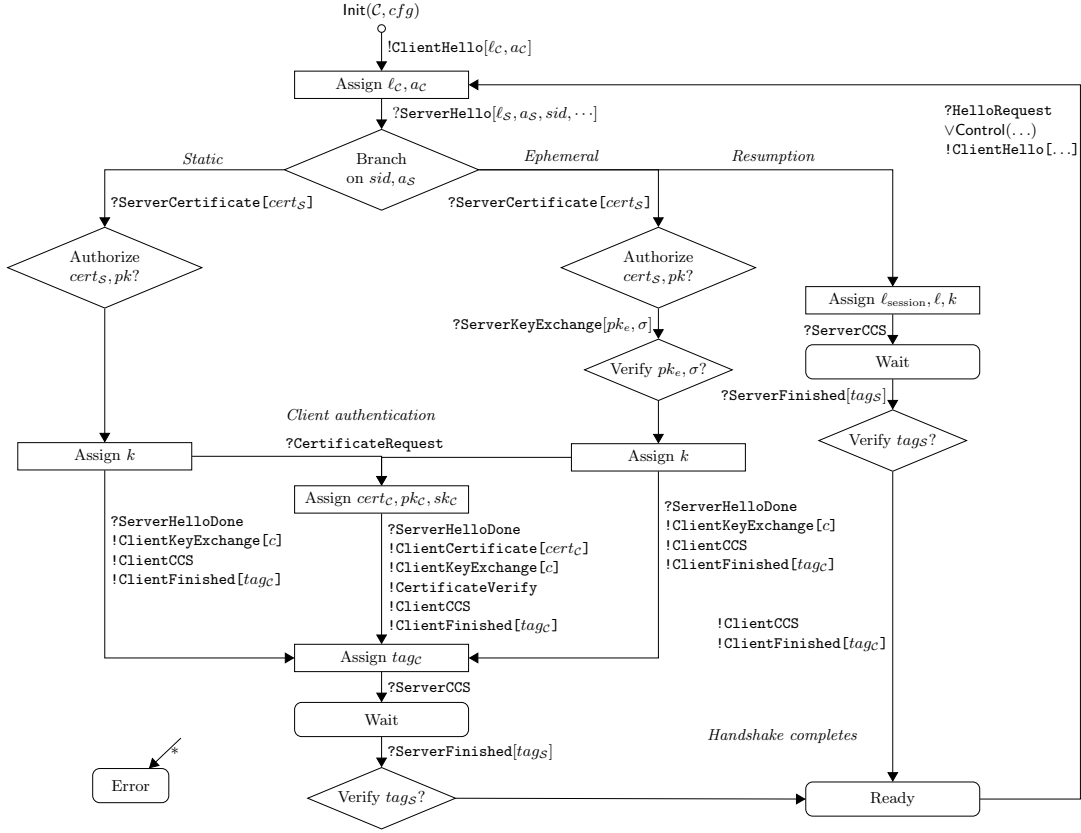 Init(𝒞, cfg)
!ClientHello[ℓ_𝒞, a_𝒞]
Assign ℓ_𝒞, a_𝒞
?ServerHello[ℓ_𝒮, a_𝒮, sid, ⋯]
?HelloRequest
∨Control(...)
!ClientHello[...]
Static
Branch
on sid, a_𝒮
Ephemeral
Resumption
?ServerCertificate[cert_𝒮]
?ServerCertificate[cert_𝒮]
Authorize
cert_𝒮, pk?
Authorize
cert_𝒮, pk?
Assign ℓ_session, ℓ, k
?ServerKeyExchange[pk_e, σ]
?ServerCCS
Wait
Verify pk_e, σ?
?ServerFinished[tag_𝒮]
Client authentication
?CertificateRequest
Verify tag_𝒮?
Assign k
Assign k
Assign cert_𝒞, pk_𝒞, sk_𝒞
?ServerHelloDone
!ClientKeyExchange[c]
!ClientCCS
!ClientFinished[tag_𝒞]
?ServerHelloDone
!ClientCertificate[cert_𝒞]
!ClientKeyExchange[c]
!CertificateVerify
!ClientCCS
!ClientFinished[tag_𝒞]
?ServerHelloDone
!ClientKeyExchange[c]
!ClientCCS
!ClientFinished[tag_𝒞]
!ClientCCS
!ClientFinished[tag_𝒞]
Assign tag_𝒞
?ServerCCS
Wait
Handshake completes
?ServerFinished[tag_𝒮]
*
Error
Verify tag_𝒮?
Ready